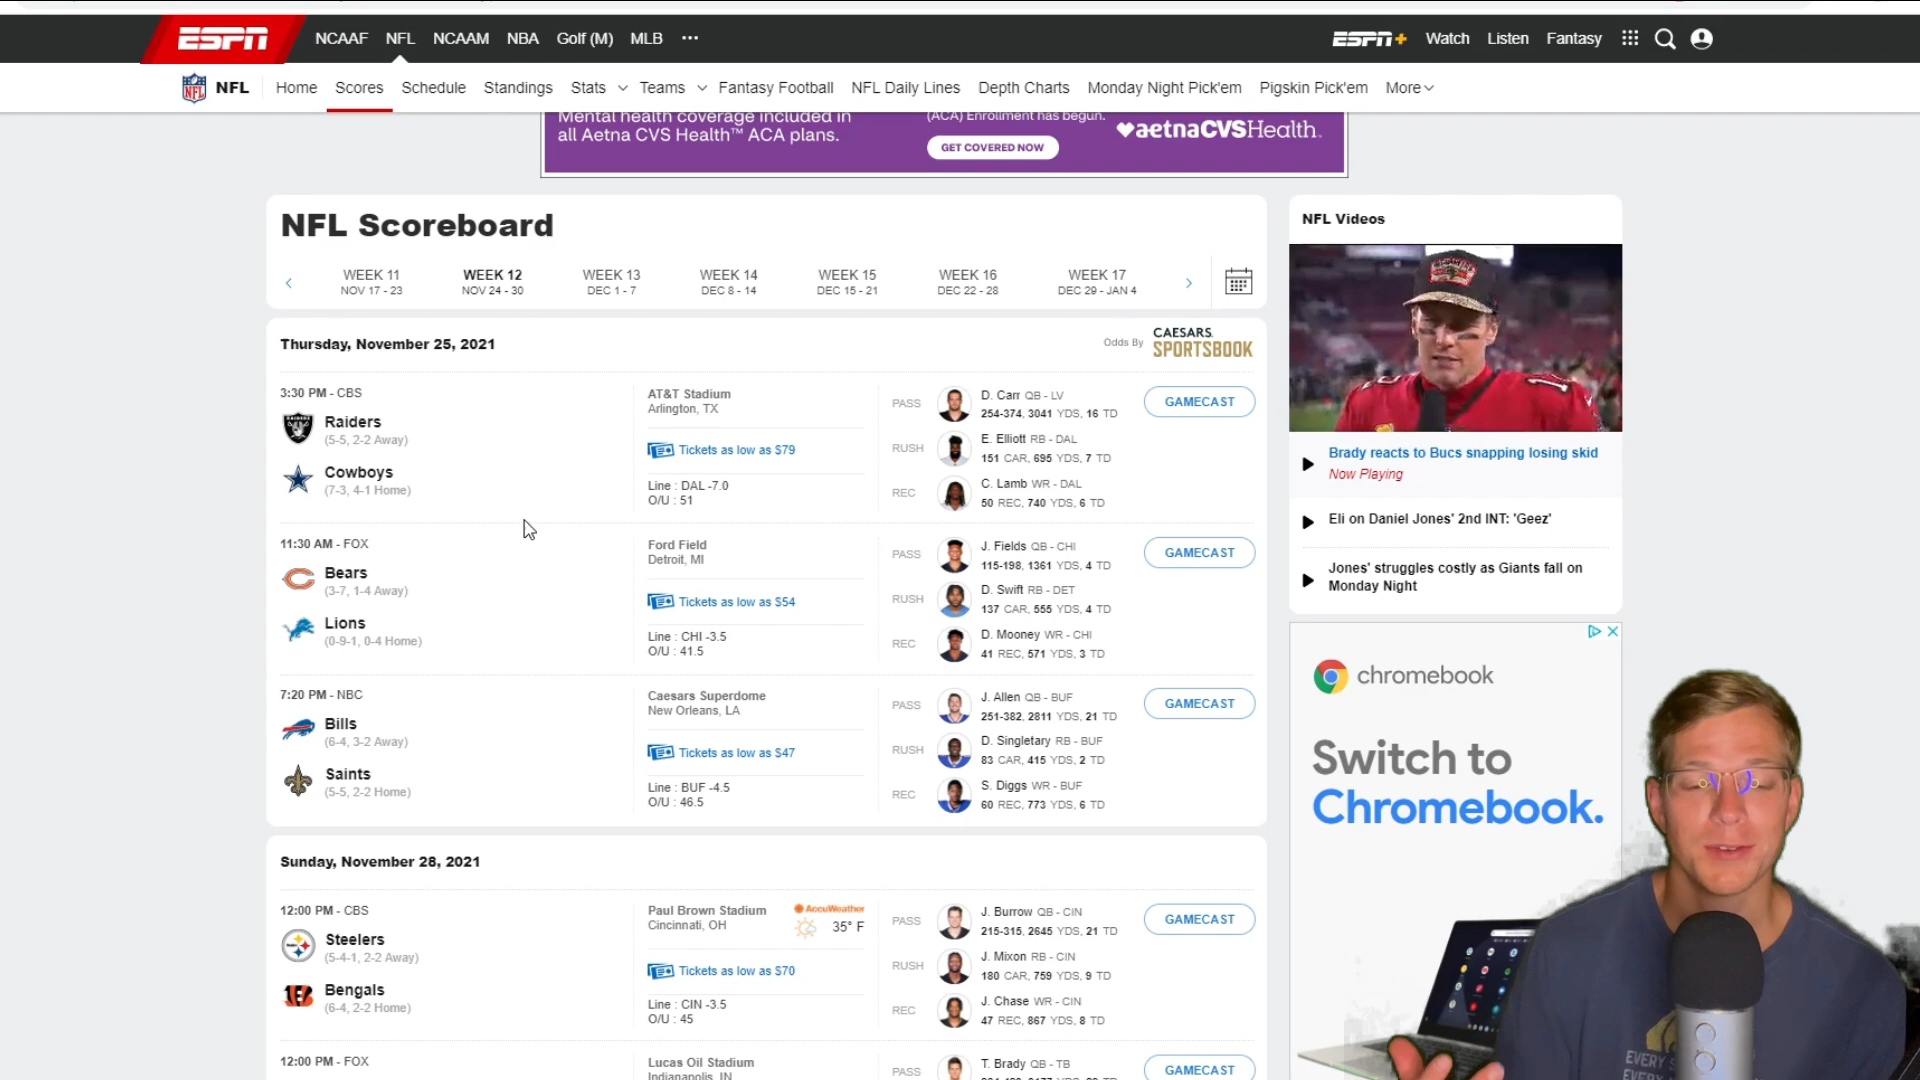 ESPN
NCAAF NFL NCAAM NBA Golf (M) MLB
ESPN+ Watch Listen Fantasy
NFL Home Scores Schedule Standings Stats Teams Fantasy Football NFL Daily Lines Depth Charts Monday Night Pick'em Pigskin Pick'em More
Mental health coverage included in
all Aetna CVS Health™ ACA plans.
(ACA) Enrollment has begun.
GET COVERED NOW
aetna CVSHealth.
NFL Scoreboard
WEEK 11
NOV 17 - 23
WEEK 12
NOV 24 - 30
WEEK 13
DEC 1 - 7
WEEK 14
DEC 8 - 14
WEEK 15
DEC 15 - 21
WEEK 16
DEC 22 - 28
WEEK 17
DEC 29 - JAN 4
Thursday, November 25, 2021
Odds By CAESARS SPORTSBOOK
3:30 PM - CBS
Raiders
(5-5, 2-2 Away)
Cowboys
(7-3, 4-1 Home)
AT&T Stadium
Arlington, TX
Tickets as low as $79
Line : DAL -7.0
O/U : 51
PASS
D. Carr QB - LV
254-374, 3041 YDS, 16 TD
RUSH
E. Elliott RB - DAL
151 CAR, 695 YDS, 7 TD
REC
C. Lamb WR - DAL
50 REC, 740 YDS, 6 TD
GAMECAST
11:30 AM - FOX
Bears
(3-7, 1-4 Away)
Lions
(0-9-1, 0-4 Home)
Ford Field
Detroit, MI
Tickets as low as $54
Line : CHI -3.5
O/U : 41.5
PASS
J. Fields QB - CHI
115-198, 1361 YDS, 4 TD
RUSH
D. Swift RB - DET
137 CAR, 555 YDS, 4 TD
REC
D. Mooney WR - CHI
41 REC, 571 YDS, 3 TD
GAMECAST
7:20 PM - NBC
Bills
(6-4, 3-2 Away)
Saints
(5-5, 2-2 Home)
Caesars Superdome
New Orleans, LA
Tickets as low as $47
Line : BUF -4.5
O/U : 46.5
PASS
J. Allen QB - BUF
251-382, 2811 YDS, 21 TD
RUSH
D. Singletary RB - BUF
83 CAR, 415 YDS, 2 TD
REC
S. Diggs WR - BUF
60 REC, 773 YDS, 6 TD
GAMECAST
Sunday, November 28, 2021
12:00 PM - CBS
Steelers
(5-4-1, 2-2 Away)
Bengals
(6-4, 2-2 Home)
Paul Brown Stadium
Cincinnati, OH
AccuWeather
35° F
Tickets as low as $70
Line : CIN -3.5
O/U : 45
PASS
J. Burrow QB - CIN
215-315, 2645 YDS, 21 TD
RUSH
J. Mixon RB - CIN
180 CAR, 759 YDS, 9 TD
REC
J. Chase WR - CIN
47 REC, 867 YDS, 8 TD
GAMECAST
12:00 PM - FOX
Lucas Oil Stadium
Indianapolis, IN
PASS
T. Brady QB - TB
GAMECAST
NFL Videos
Brady reacts to Bucs snapping losing skid
Now Playing
Eli on Daniel Jones' 2nd INT: 'Geez'
Jones' struggles costly as Giants fall on
Monday Night
chromebook
Switch to
Chromebook.
EVERY